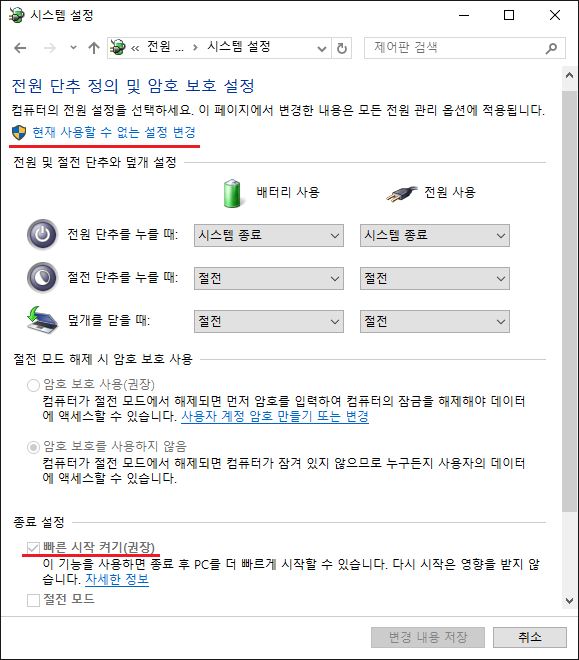 시스템 설정
« 전원 ... > 시스템 설정
제어판 검색
전원 단추 정의 및 암호 보호 설정
컴퓨터의 전원 설정을 선택하세요. 이 페이지에서 변경한 내용은 모든 전원 관리 옵션에 적용됩니다.
현재 사용할 수 없는 설정 변경
전원 및 절전 단추와 덮개 설정
배터리 사용 전원 사용
전원 단추를 누를 때: 시스템 종료 시스템 종료
절전 단추를 누를 때: 절전 절전
덮개를 닫을 때: 절전 절전
절전 모드 해제 시 암호 보호 사용
암호 보호 사용(권장)
컴퓨터가 절전 모드에서 해제되면 먼저 암호를 입력하여 컴퓨터의 잠금을 해제해야 데이터
에 액세스할 수 있습니다. 사용자 계정 암호 만들기 또는 변경
암호 보호를 사용하지 않음
컴퓨터가 절전 모드에서 해제되면 컴퓨터가 잠겨 있지 않으므로 누구든지 사용자의 데이터
에 액세스할 수 있습니다.
종료 설정
빠른 시작 켜기(권장)
이 기능을 사용하면 종료 후 PC를 더 빠르게 시작할 수 있습니다. 다시 시작은 영향을 받지 않
습니다. 자세한 정보
절전 모드
변경 내용 저장 취소